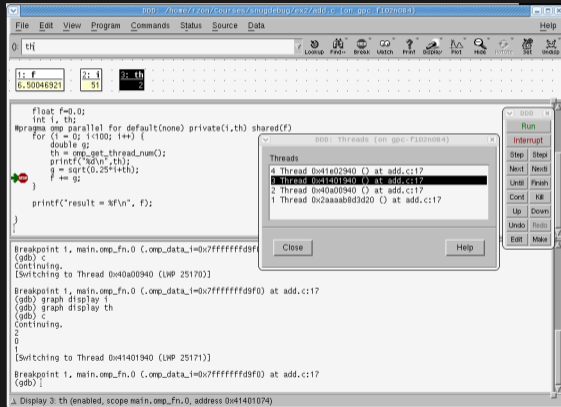 DDD: /home/rzon/Courses/snugdebug/ex2/add.c (on gpc-f102n084)
File Edit View Program Commands Status Source Data Help
(): th
Lookup Find» Break Watch Print Display Plot Hide Rotate Set Undisp
1: f
6.50046921
2: i
51
3: th
2
float f=0.0;
int i, th;
#pragma omp parallel for default(none) private(i,th) shared(f)
for (i = 0; i<100; i++) {
double g;
th = omp_get_thread_num();
printf("%d\n",th);
g = sqrt(0.25*i+th);
f += g;
}
printf("result = %f\n", f);
}
DDD: Threads (on gpc-f102n084)
Threads
4 Thread 0x41e02940 () at add.c:17
3 Thread 0x41401940 () at add.c:17
2 Thread 0x40a00940 () at add.c:17
1 Thread 0x2aaaab8d3d20 () at add.c:17
Close Help
DDD
Run
Interrupt
Step Stepi
Next Nexti
Until Finish
Cont Kill
Up Down
Undo Redo
Edit Make
Breakpoint 1, main.omp_fn.0 (.omp_data_i=0x7fffffffd9f
(gdb) c
Continuing.
[Switching to Thread 0x40a00940 (LWP 25170)]
Breakpoint 1, main.omp_fn.0 (.omp_data_i=0x7fffffffd9f0) at add.c:17
(gdb) graph display i
(gdb) graph display th
(gdb) c
Continuing.
2
0
1
[Switching to Thread 0x41401940 (LWP 25171)]
Breakpoint 1, main.omp_fn.0 (.omp_data_i=0x7fffffffd9f0) at add.c:17
(gdb)
Display 3: th (enabled, scope main.omp_fn.0, address 0x41401074)